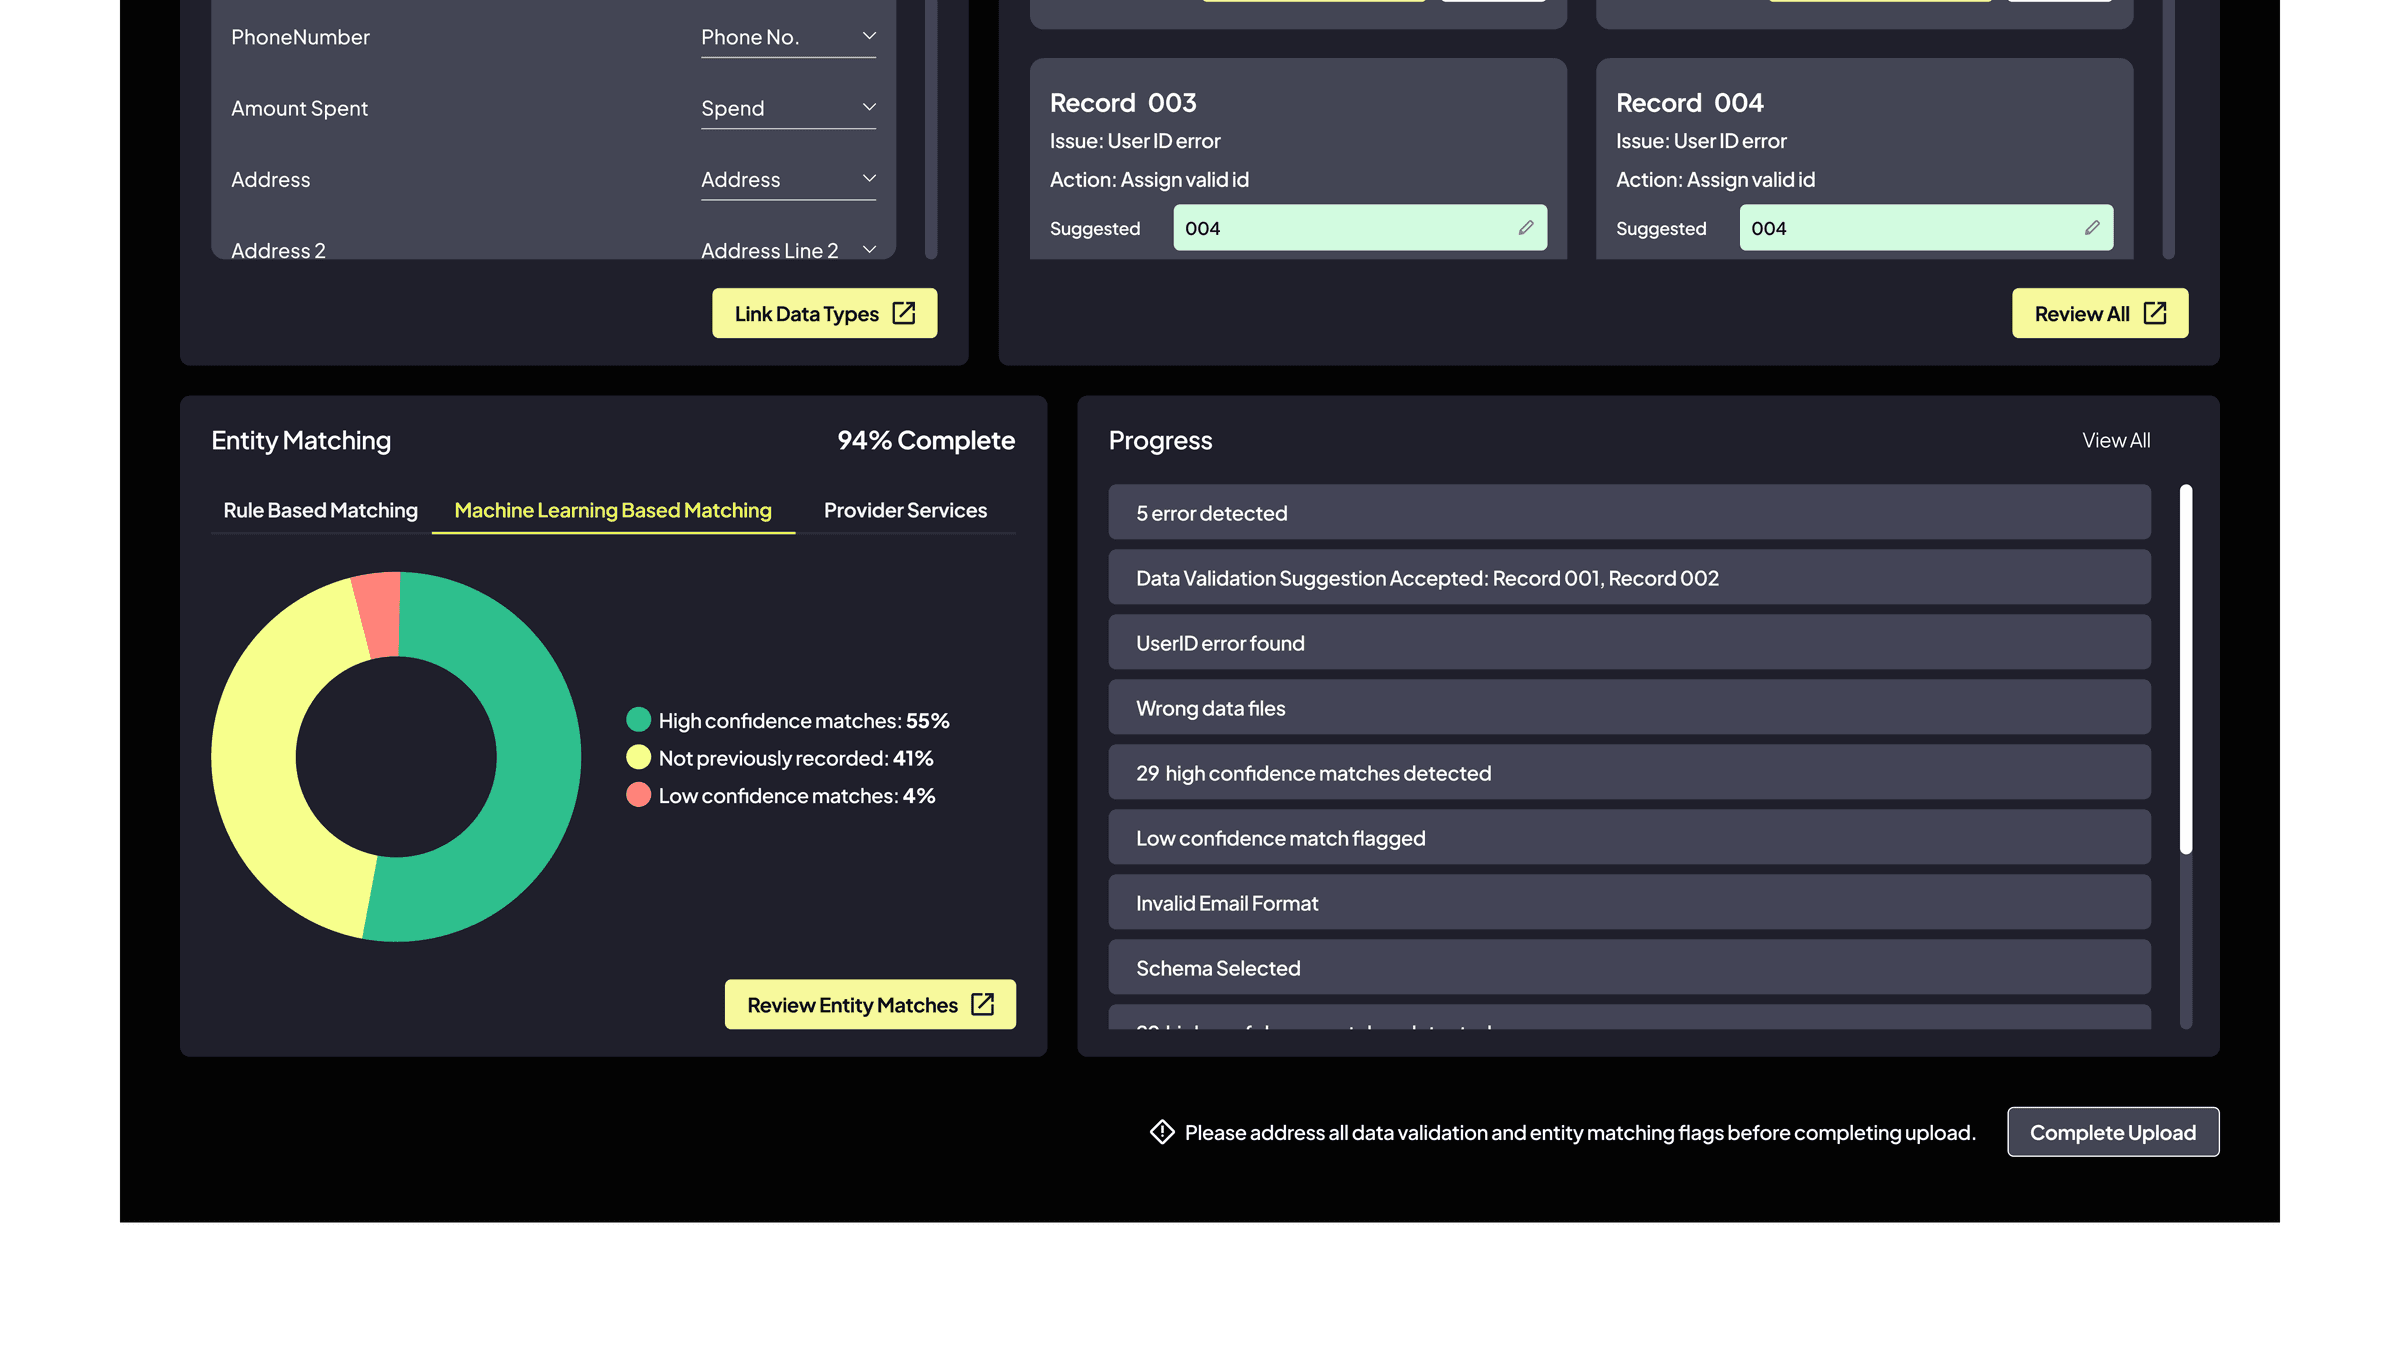 PhoneNumber
Phone No.
Amount Spent
Spend
Address
Address
Address 2
Address Line 2
Link Data Types
Record 003
Issue: User ID error
Action: Assign valid id
Suggested
004
Record 004
Issue: User ID error
Action: Assign valid id
Suggested
004
Review All
Entity Matching
94% Complete
Rule Based Matching
Machine Learning Based Matching
Provider Services
High confidence matches: 55%
Not previously recorded: 41%
Low confidence matches: 4%
Review Entity Matches
Progress
View All
5 error detected
Data Validation Suggestion Accepted: Record 001, Record 002
UserID error found
Wrong data files
29 high confidence matches detected
Low confidence match flagged
Invalid Email Format
Schema Selected
Please address all data validation and entity matching flags before completing upload.
Complete Upload